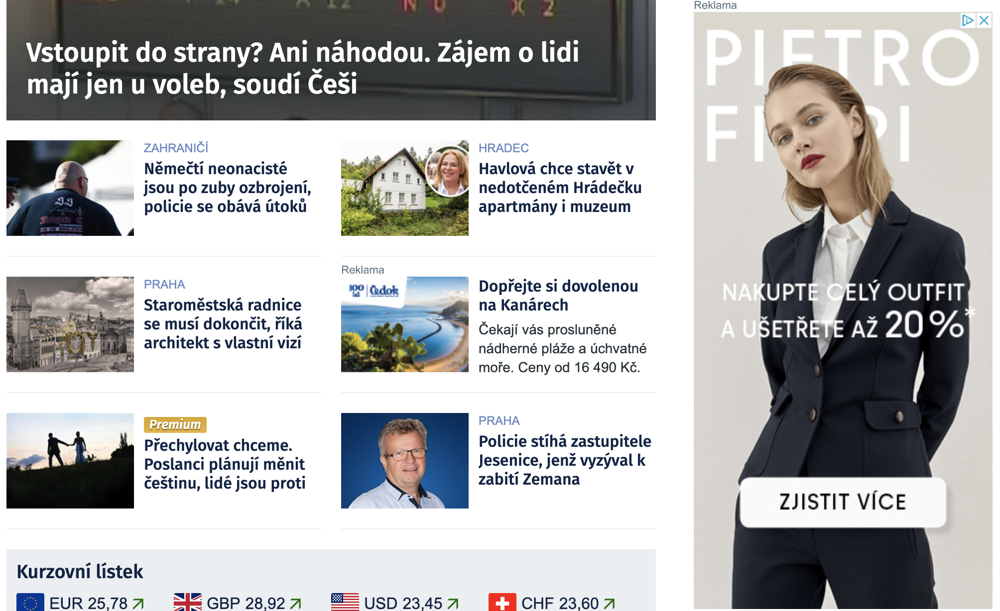 NU X 2
Vstoupit do strany? Ani náhodou. Zájem o lidi
mají jen u voleb, soudí Češi
ZAHRANIČÍ
Němečtí neonacisté
jsou po zuby ozbrojení,
policie se obává útoků
HRADEC
Havlová chce stavět v
nedotčeném Hrádečku
apartmány i muzeum
PRAHA
Staroměstská radnice
se musí dokončit, říká
architekt s vlastní vizí
Reklama
100 let Čedok
Dopřejte si dovolenou
na Kanárech
Čekají vás prosluněné
nádherné pláže a úchvatné
moře. Ceny od 16 490 Kč.
Premium
Přechylovat chceme.
Poslanci plánují měnit
češtinu, lidé jsou proti
PRAHA
Policie stíhá zastupitele
Jesenice, jenž vyzýval k
zabití Zemana
Kurzovní lístek
EUR 25,78 GBP 28,92 USD 23,45 CHF 23,60
Reklama
PIETRO
FILIPI
NAKUPTE CELÝ OUTFIT
A UŠETŘETE AŽ 20 %*
ZJISTIT VÍCE